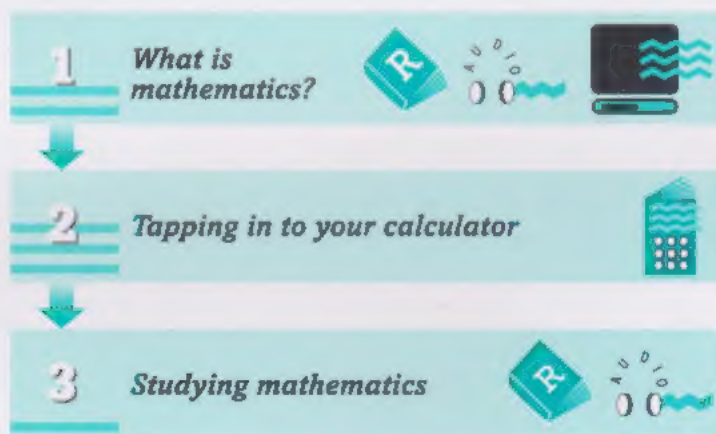 1
What is
mathematics?
R
AUDIO
2
Tapping in to your calculator
3
Studying mathematics
R
AUDIO